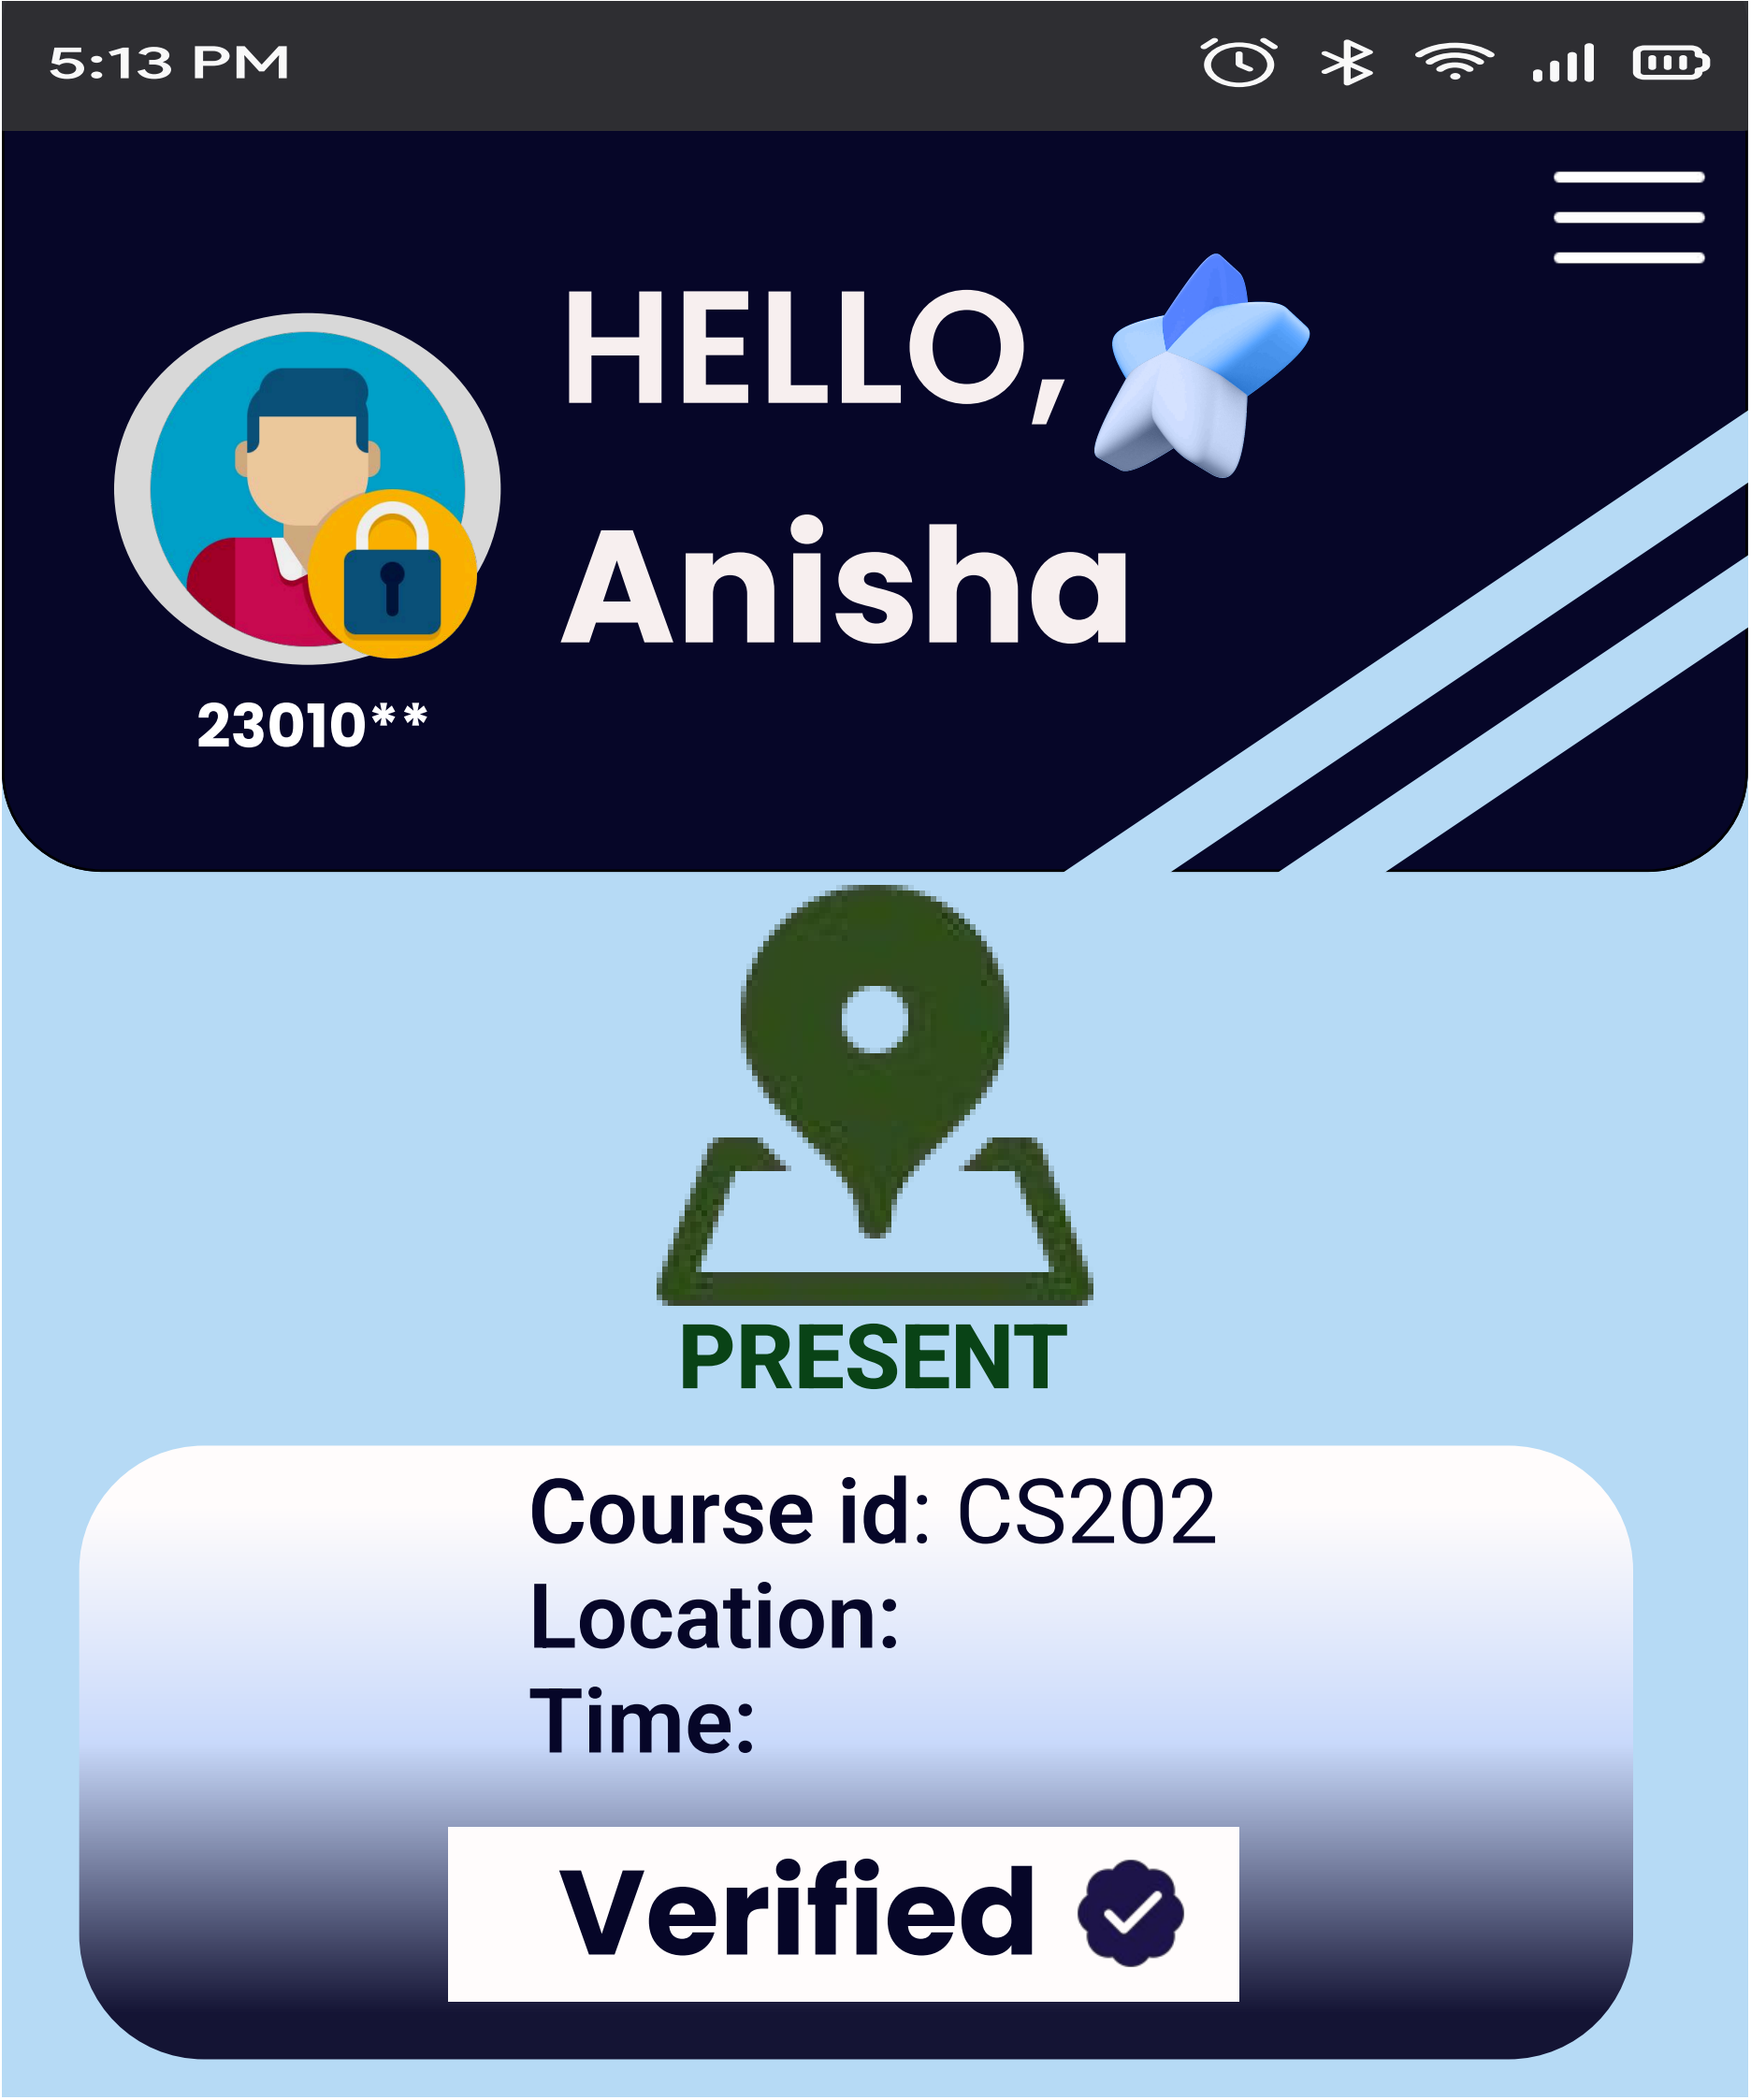 5:13 PM
HELLO,
Anisha
23010**
PRESENT
Course id: CS202
Location:
Time:
Verified